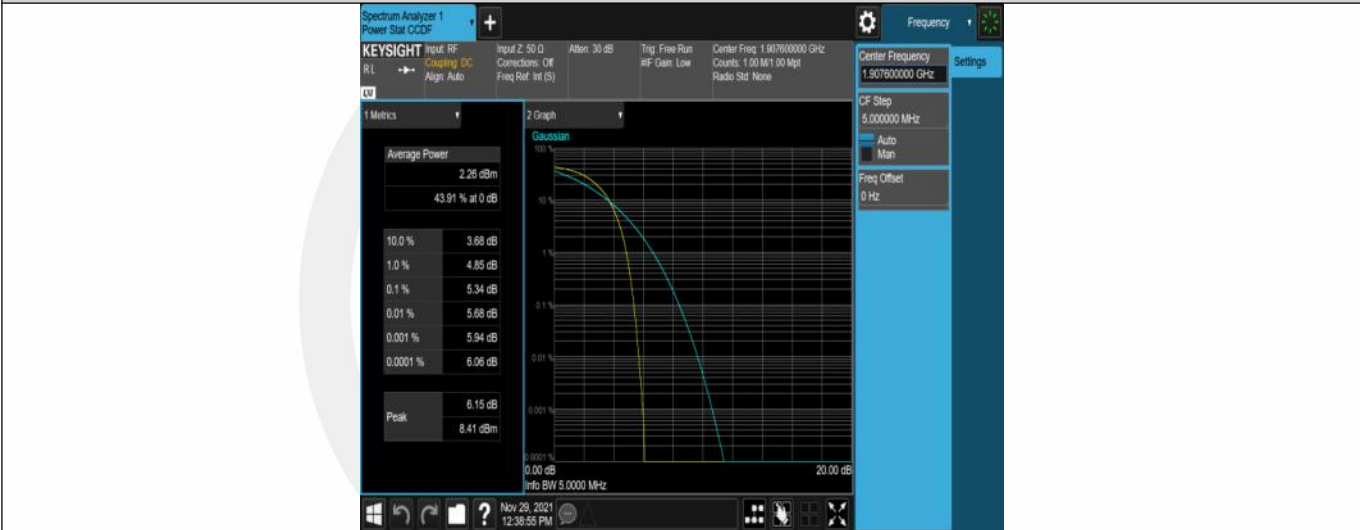 Spectrum Analyzer 1
Power Stat CCDF
+
Frequency
KEYSIGHT
Input: RF
Coupling: DC
Align: Auto
Input Z: 50 Ω
Corrections: Off
Freq Ref: Int (S)
Atten: 30 dB
Trig: Free Run
#IF Gain: Low
Center Freq: 1.907600000 GHz
Counts: 1.00 M/1.00 Mpt
Radio Std: None
RL
Center Frequency
1.907600000 GHz
Settings
CF Step
5.000000 MHz
Auto
Man
Freq Offset
0 Hz
1 Metrics
Average Power
2.26 dBm
43.91 % at 0 dB
10.0 % 3.68 dB
1.0 % 4.85 dB
0.1 % 5.34 dB
0.01 % 5.68 dB
0.001 % 5.94 dB
0.0001 % 6.06 dB
Peak
6.15 dB
8.41 dBm
2 Graph
Gaussian
100 %
10 %
1 %
0.1 %
0.01 %
0.001 %
0.0001 %
0.00 dB 20.00 dB
Info BW 5.0000 MHz
?
Nov 29, 2021
12:38:55 PM